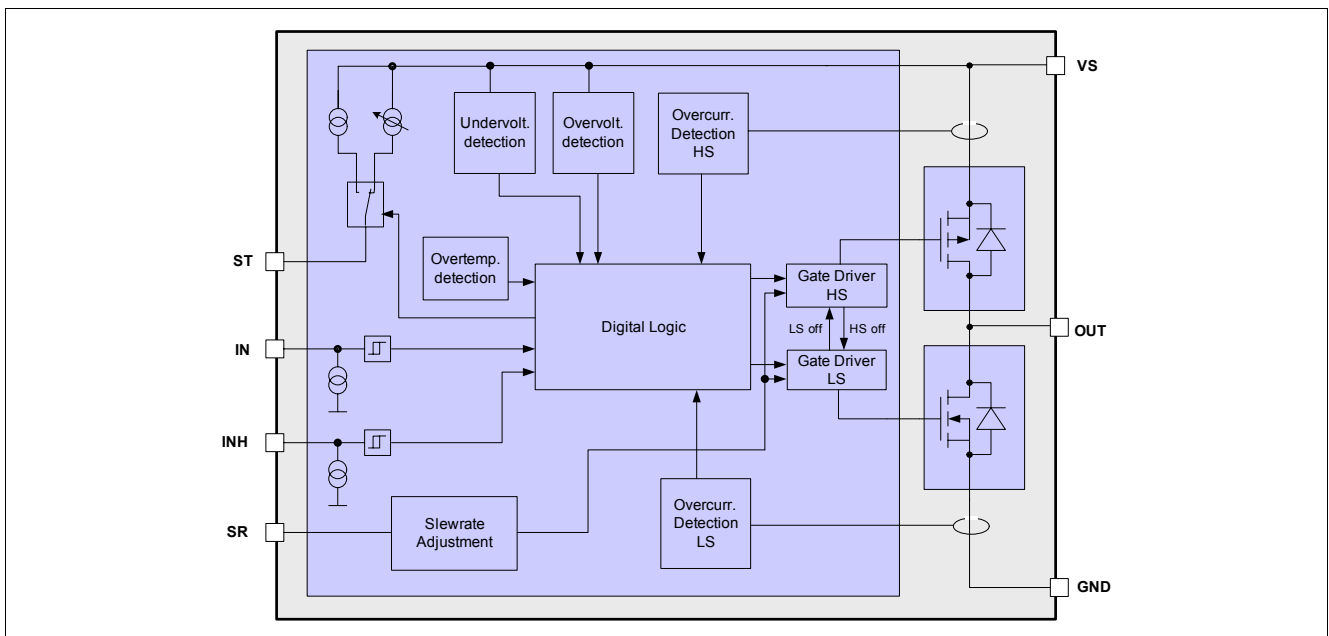 VS
Undervolt.
detection
Overvolt.
detection
Overcurr.
Detection
HS
ST
Overtemp.
detection
Gate Driver
HS
Digital Logic
LS off
HS off
OUT
IN
Gate Driver
LS
INH
Overcurr.
Detection
LS
SR
Slewrate
Adjustment
GND